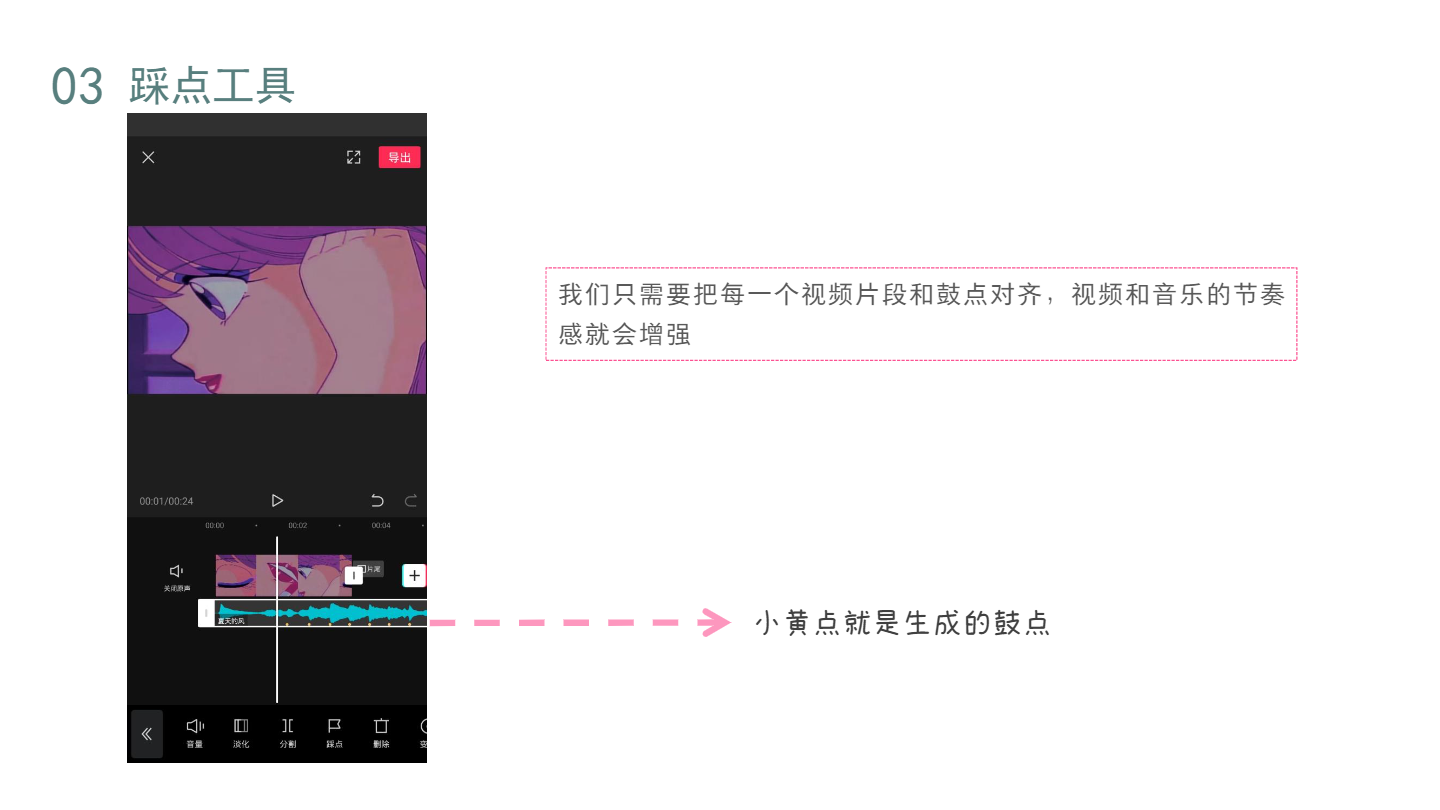 03 踩点工具
导出
我们只需要把每一个视频片段和鼓点对齐，视频和音乐的节奏
感就会增强
00:01/00:24
00:00
00:02
00:04
关闭原声
片尾
夏天的风
小黄点就是生成的鼓点
音量
淡化
分割
踩点
删除
变